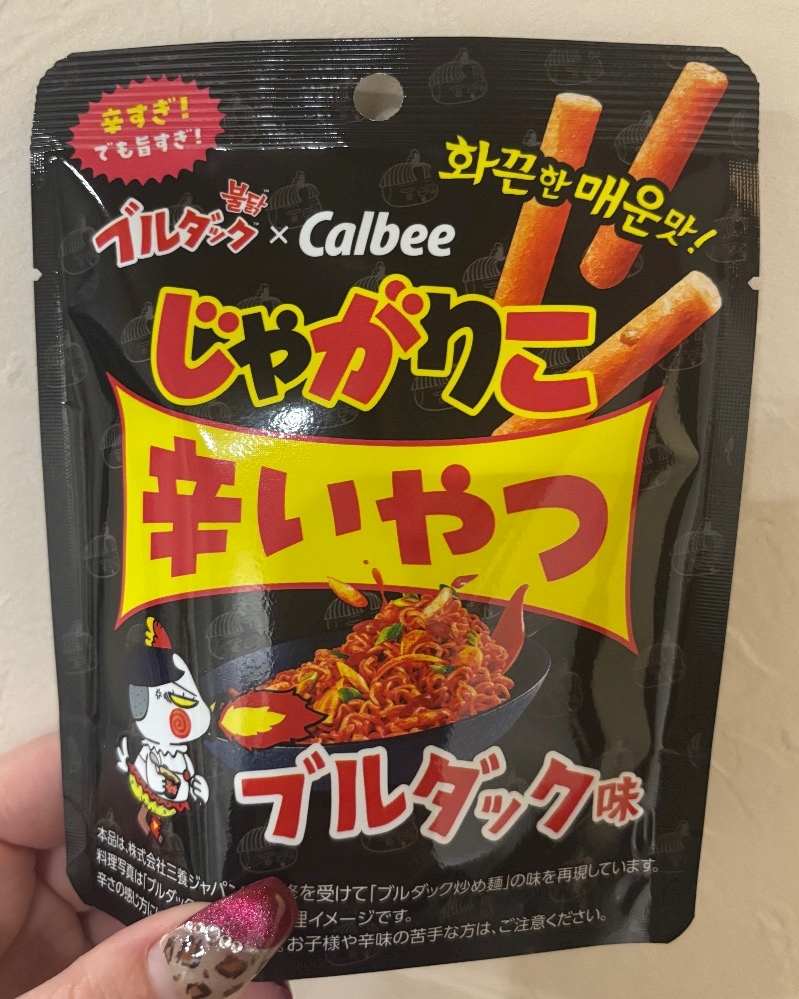 辛すぎ!
でも旨すぎ!
화끈한 매운맛!
불닭
ブルダック × Calbee
じゃがりこ
辛いやつ
ブルダック味
本品は、株式会社三養ジャパン を受けて「ブルダック炒め麺」の味を再現しています。
料理写真は「ブルダック 理イメージです。
辛さの感じ方に お子様や辛味の苦手な方は、ご注意ください。